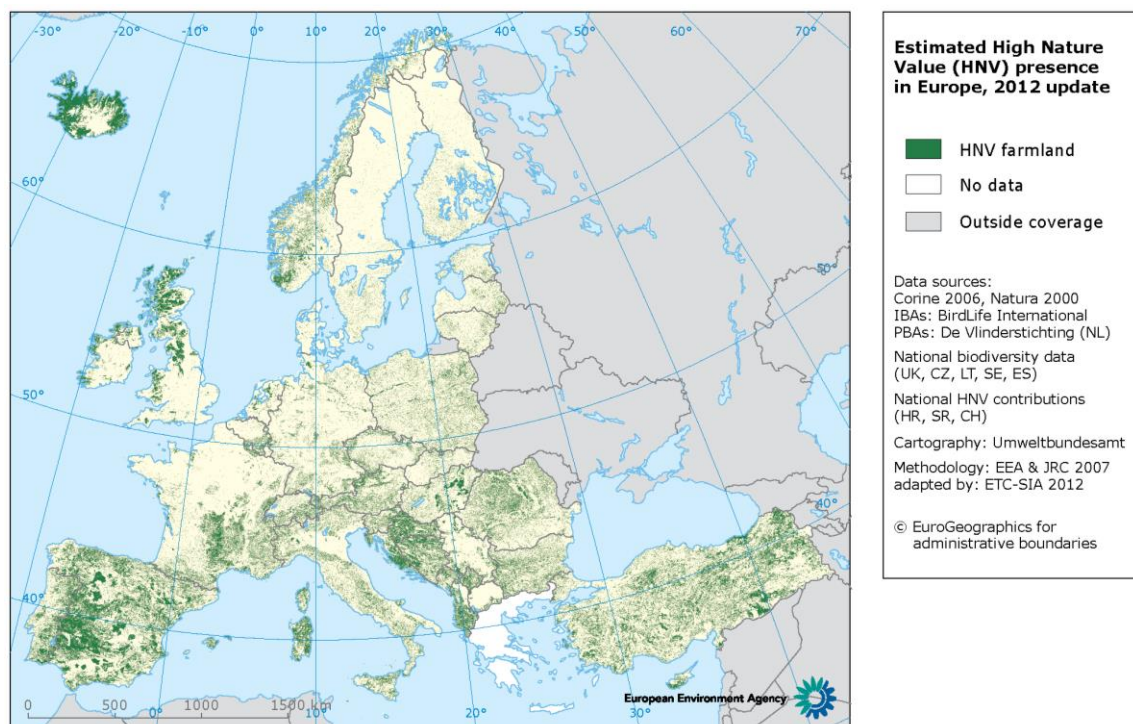 -30° -20° -10° 0° 10° 20° 30° 40° 50° 60° 70°
60°
50°
50°
40°
40°
0 500 1000 1500 km
0° 10° 20° 30°
European Environment Agency
Estimated High Nature
Value (HNV) presence
in Europe, 2012 update
HNV farmland
No data
Outside coverage
Data sources:
Corine 2006, Natura 2000
IBAs: BirdLife International
PBAs: De Vlinderstichting (NL)
National biodiversity data
(UK, CZ, LT, SE, ES)
National HNV contributions
(HR, SR, CH)
Cartography: Umweltbundesamt
Methodology: EEA & JRC 2007
adapted by: ETC-SIA 2012
© EuroGeographics for
administrative boundaries